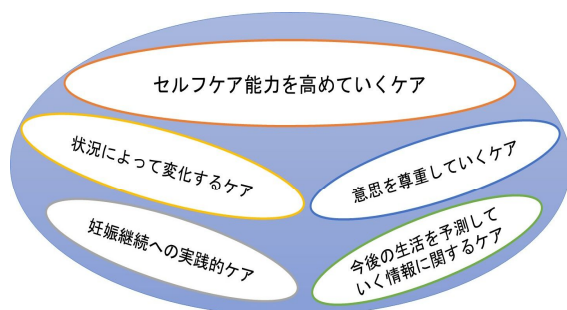 セルフケア能力を高めていくケア
状況によって変化するケア
意思を尊重していくケア
妊娠継続への実践的ケア
今後の生活を予測して
いく情報に関するケア